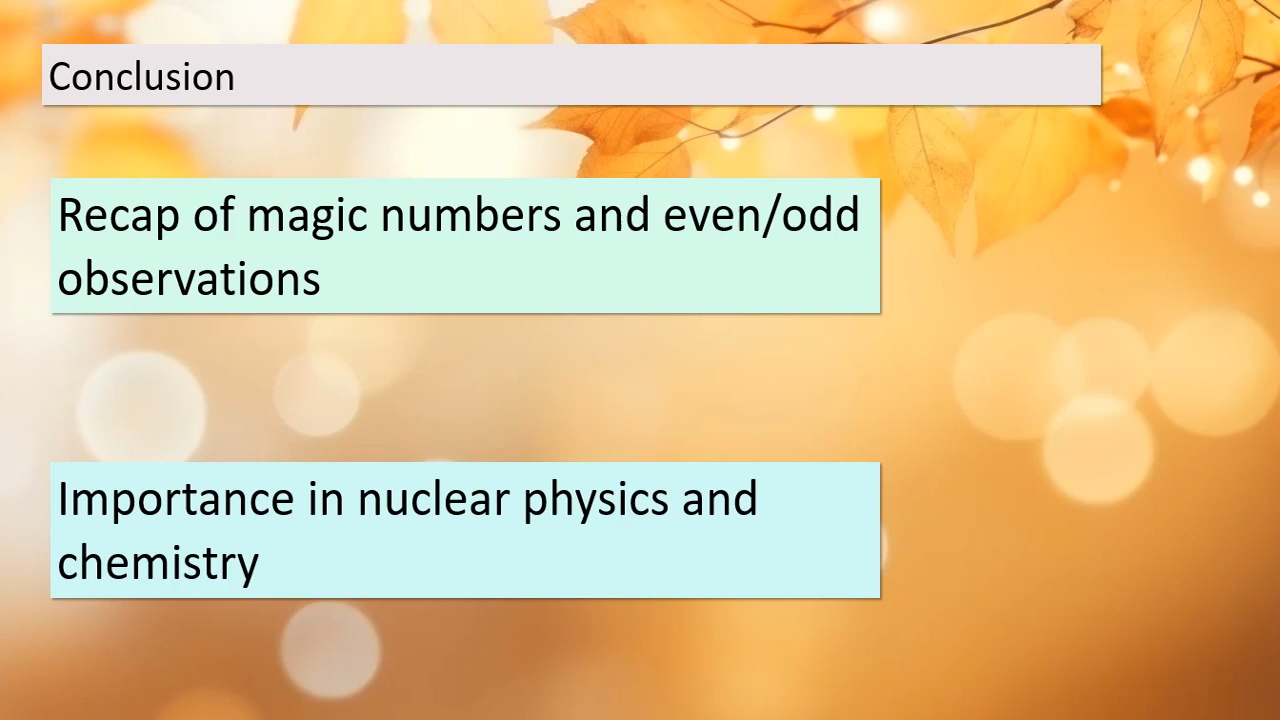 Conclusion
Recap of magic numbers and even/odd
observations
Importance in nuclear physics and
chemistry